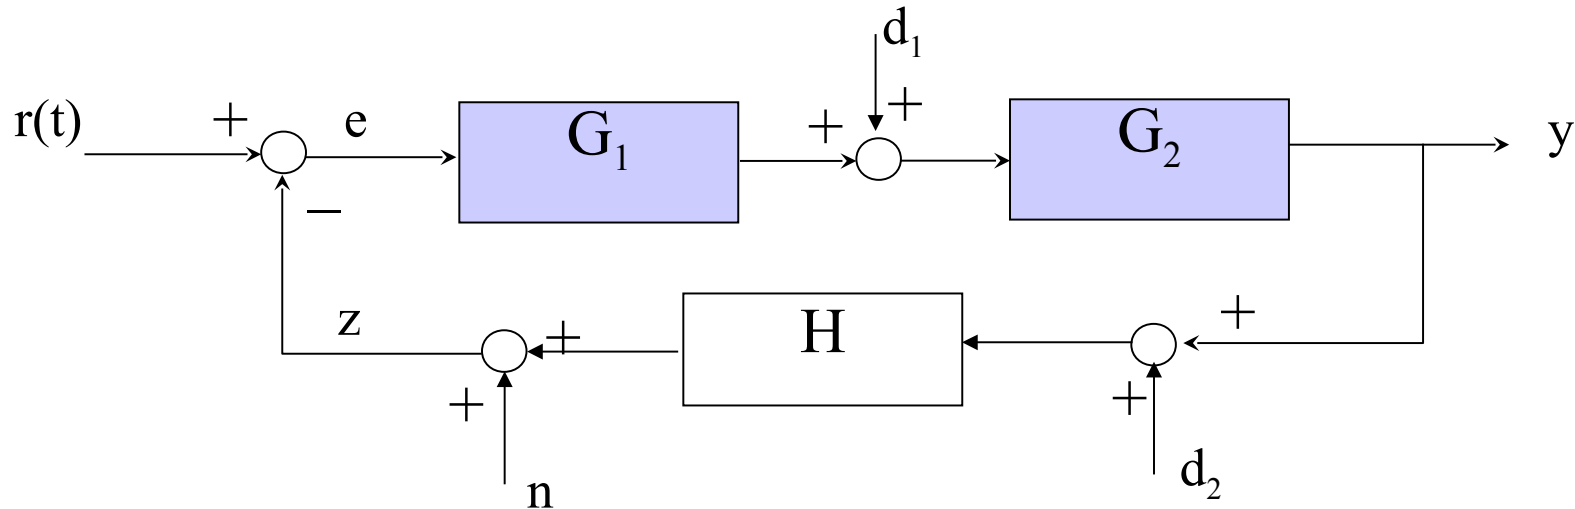 d₁
r(t) + e G₁ + + G₂ y
−
z + H +
+ +
n d₂